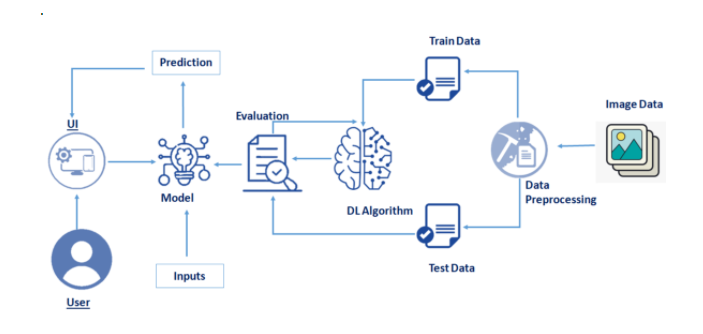 Train Data
Prediction
Image Data
Evaluation
UI
Data
Preprocessing
Model
DL Algorithm
Test Data
Inputs
User